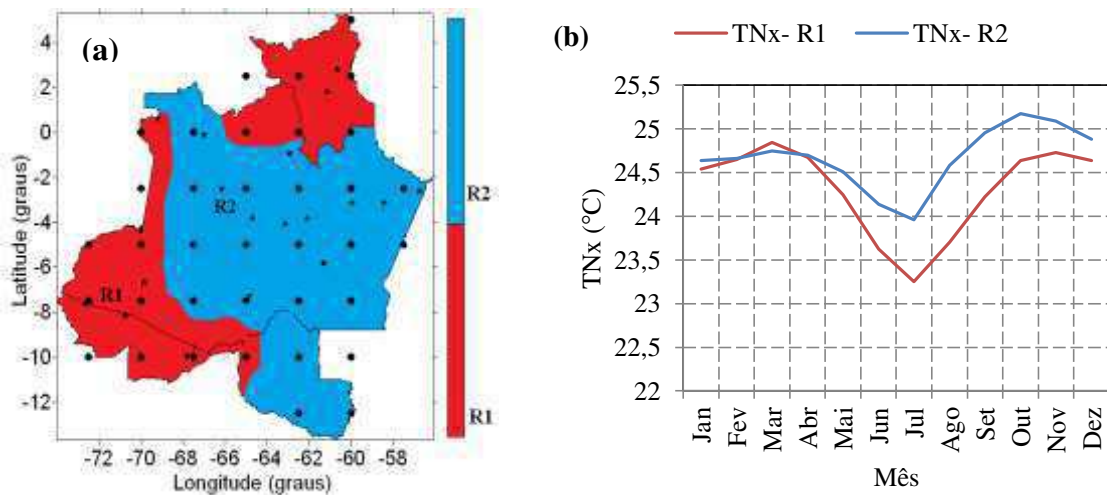 (a)
4
2
0
-2
-4
-6
-8
-10
-12
Latitude (graus)
-72 -70 -68 -66 -64 -62 -60 -58
Longitude (graus)
R2
R1
R2
R1
(b)
TNx- R1 TNx- R2
25,5
25
24,5
24
23,5
23
22,5
22
TNx (°C)
Jan Fev Mar Abr Mai Jun Jul Ago Set Out Nov Dez
Mês